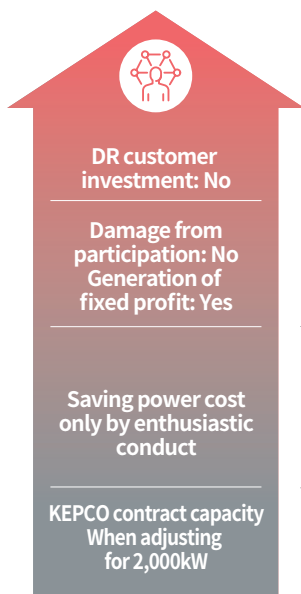 DR customer
investment: No
Damage from
participation: No
Generation of
fixed profit: Yes
Saving power cost
only by enthusiastic
conduct
KEPCO contract capacity
When adjusting
for 2,000kW